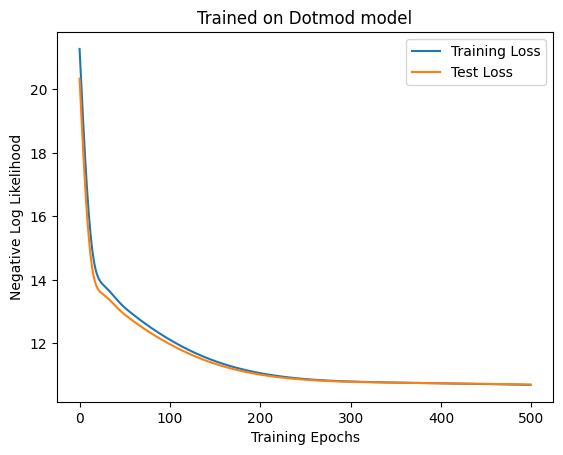 Trained on Dotmod model
Training Loss
Test Loss
Negative Log Likelihood
20
18
16
14
12
0
100
200
300
400
500
Training Epochs